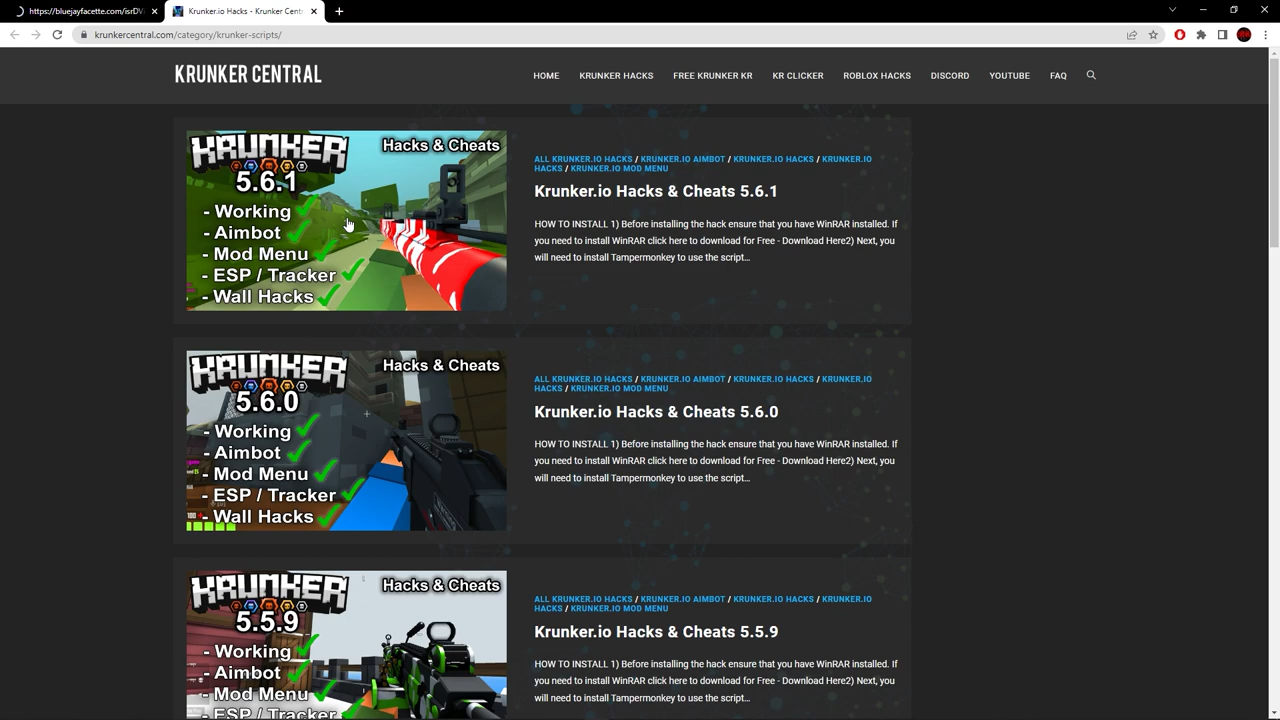 https://bluejayfacette.com/isrDV
Krunker.io Hacks - Krunker Cent
krunkercentral.com/category/krunker-scripts/
KRUNKER CENTRAL
HOME
KRUNKER HACKS
FREE KRUNKER KR
KR CLICKER
ROBLOX HACKS
DISCORD
YOUTUBE
FAQ
KRUNKER
5.6.1
Hacks & Cheats
- Working
- Aimbot
- Mod Menu
- ESP / Tracker
- Wall Hacks
ALL KRUNKER.IO HACKS / KRUNKER.IO AIMBOT / KRUNKER.IO HACKS / KRUNKER.IO
HACKS / KRUNKER.IO MOD MENU
Krunker.io Hacks & Cheats 5.6.1
HOW TO INSTALL 1) Before installing the hack ensure that you have WinRAR installed. If
you need to install WinRAR click here to download for Free - Download Here2) Next, you
will need to install Tampermonkey to use the script...
KRUNKER
5.6.0
Hacks & Cheats
- Working
- Aimbot
- Mod Menu
- ESP / Tracker
- Wall Hacks
ALL KRUNKER.IO HACKS / KRUNKER.IO AIMBOT / KRUNKER.IO HACKS / KRUNKER.IO
HACKS / KRUNKER.IO MOD MENU
Krunker.io Hacks & Cheats 5.6.0
HOW TO INSTALL 1) Before installing the hack ensure that you have WinRAR installed. If
you need to install WinRAR click here to download for Free - Download Here2) Next, you
will need to install Tampermonkey to use the script...
KRUNKER
5.5.9
Hacks & Cheats
- Working
- Aimbot
- Mod Menu
- ESP / Tracker
ALL KRUNKER.IO HACKS / KRUNKER.IO AIMBOT / KRUNKER.IO HACKS / KRUNKER.IO
HACKS / KRUNKER.IO MOD MENU
Krunker.io Hacks & Cheats 5.5.9
HOW TO INSTALL 1) Before installing the hack ensure that you have WinRAR installed. If
you need to install WinRAR click here to download for Free - Download Here2) Next, you
will need to install Tampermonkey to use the script...